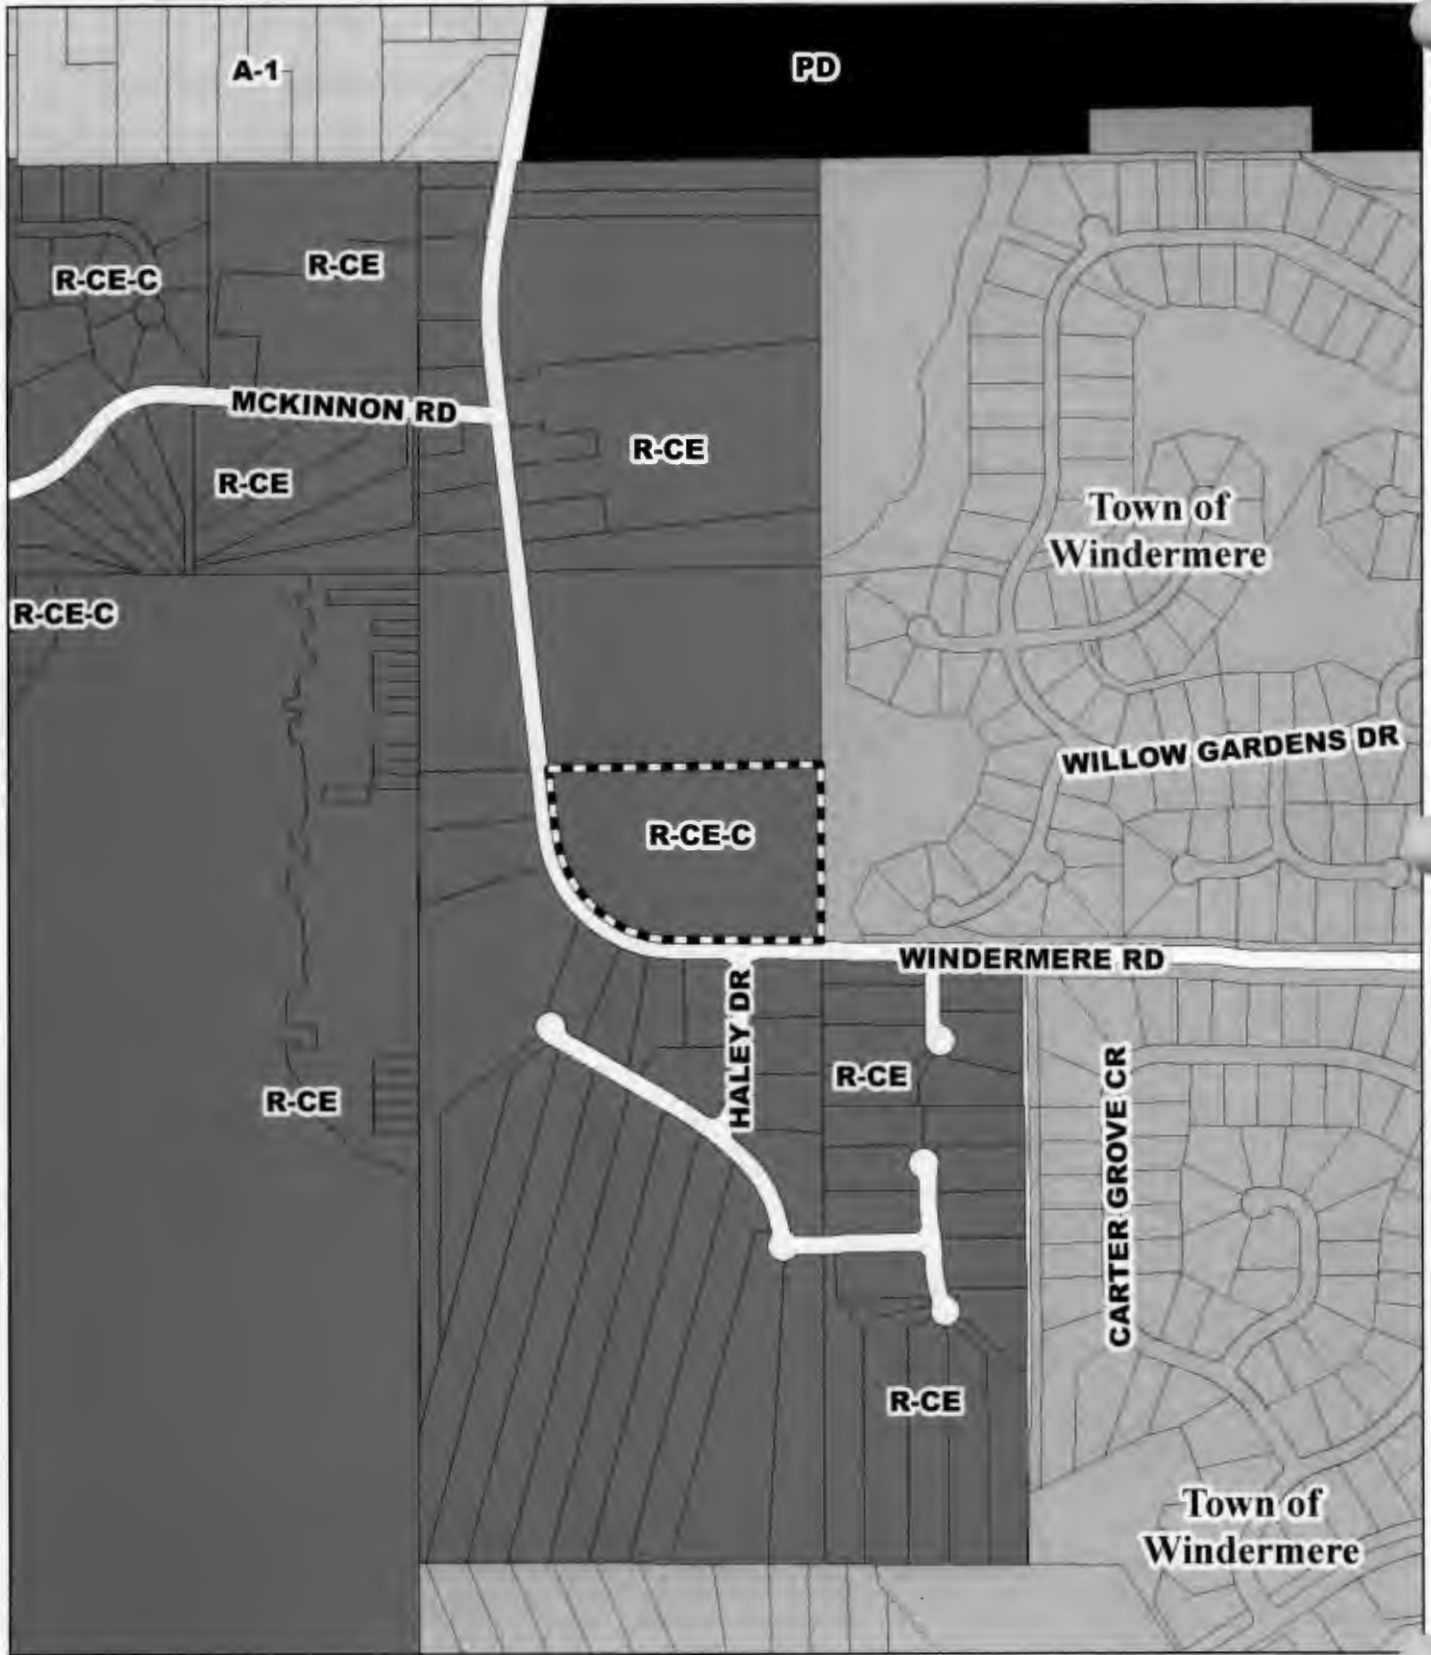 A-1
PD
R-CE-C
R-CE
MCKINNON RD
R-CE
R-CE
Town of
Windermere
R-CE-C
WILLOW GARDENS DR
R-CE-C
WINDERMERE RD
HALEY DR
R-CE
CARTER GROVE CR
R-CE
R-CE
Town of
Windermere